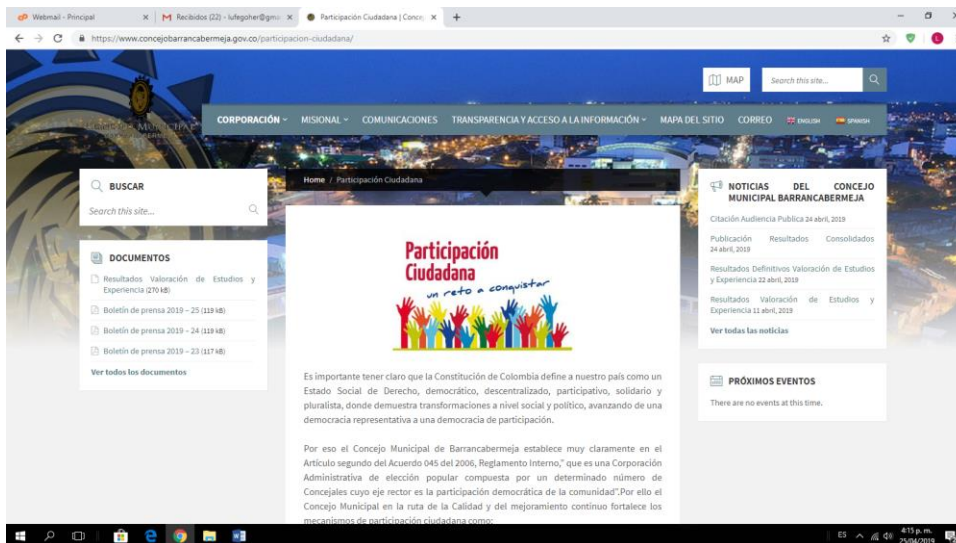 Webmail - Principal
Recibidos (22) - lufegoher@gm
Participación Ciudadana | Conc
https://www.concejobarrancabermeja.gov.co/participacion-ciudadana/
MAP
Search this site...
CORPORACIÓN
MISIONAL
COMUNICACIONES
TRANSPARENCIA Y ACCESO A LA INFORMACIÓN
MAPA DEL SITIO
CORREO
ENGLISH
SPANISH
BUSCAR
Search this site...
DOCUMENTOS
Resultados Valoración de Estudios y
Experiencia (270 kB)
Boletín de prensa 2019 – 25 (119 kB)
Boletín de prensa 2019 – 24 (119 kB)
Boletín de prensa 2019 – 23 (117 kB)
Ver todos los documentos
Home / Participación Ciudadana
Participación
Ciudadana
un reto a conquistar
Es importante tener claro que la Constitución de Colombia define a nuestro país como un
Estado Social de Derecho, democrático, descentralizado, participativo, solidario y
pluralista, donde demuestra transformaciones a nivel social y político, avanzando de una
democracia representativa a una democracia de participación.
Por eso el Concejo Municipal de Barrancabermeja establece muy claramente en el
Artículo segundo del Acuerdo 045 del 2006, Reglamento Interno," que es una Corporación
Administrativa de elección popular compuesta por un determinado número de
Concejales cuyo eje rector es la participación democrática de la comunidad".Por ello el
Concejo Municipal en la ruta de la Calidad y del mejoramiento continuo fortalece los
mecanismos de participación ciudadana como:
NOTICIAS DEL CONCEJO
MUNICIPAL BARRANCABERMEJA
Citación Audiencia Publica 24 abril, 2019
Publicación Resultados Consolidados
24 abril, 2019
Resultados Definitivos Valoración de Estudios
y Experiencia 22 abril, 2019
Resultados Valoración de Estudios y
Experiencia 11 abril, 2019
Ver todas las noticias
PRÓXIMOS EVENTOS
There are no events at this time.
ES
4:15 p. m.
25/04/2019